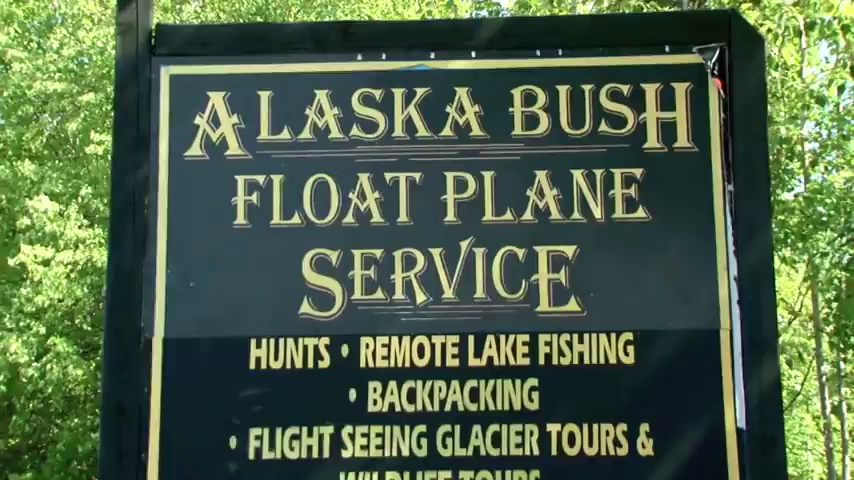 ALASKA BUSH
FLOAT PLANE
SERVICE
HUNTS • REMOTE LAKE FISHING
• BACKPACKING
• FLIGHT SEEING GLACIER TOURS &
WILDLIFE TOURS